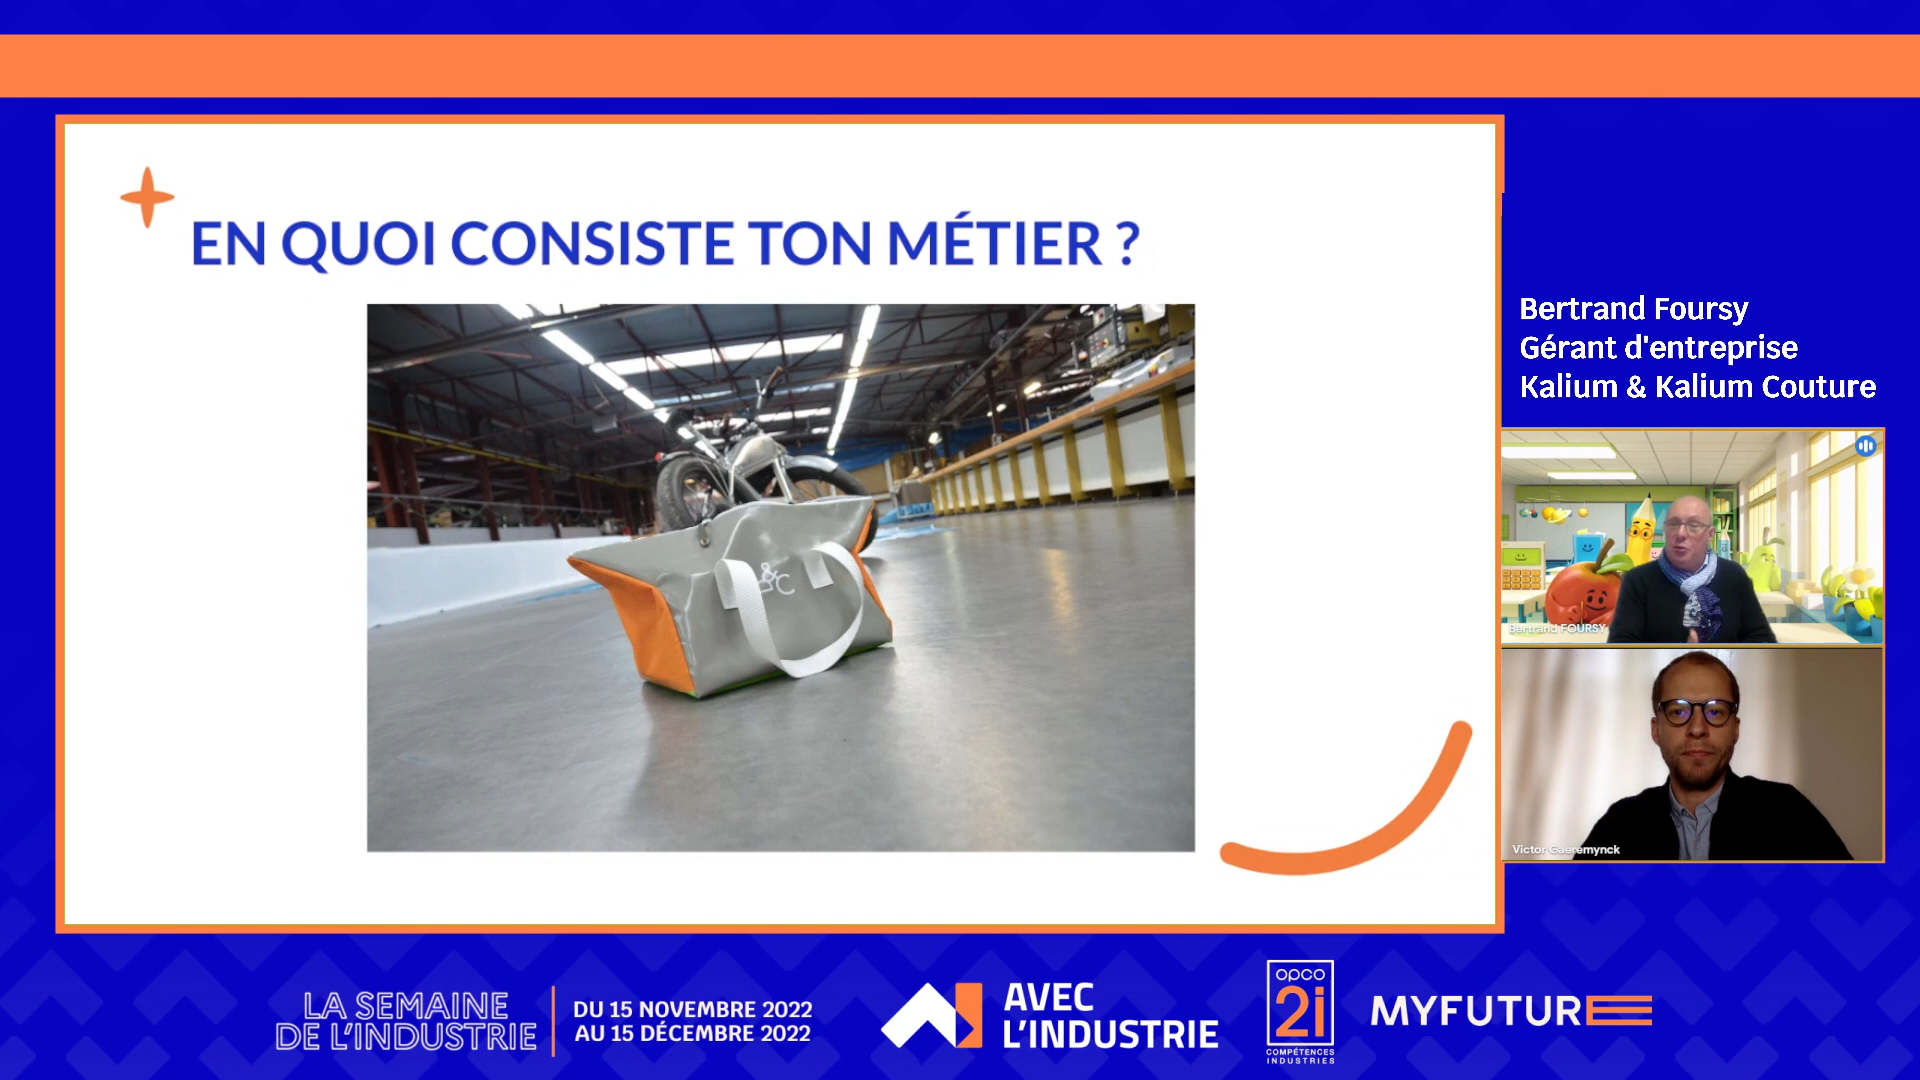 EN QUOI CONSISTE TON MÉTIER ?
&C
Bertrand Foursy
Gérant d'entreprise
Kalium & Kalium Couture
Bertrand FOURSY
Victor Gaeremynck
LA SEMAINE
DE L'INDUSTRIE
DU 15 NOVEMBRE 2022
AU 15 DÉCEMBRE 2022
AVEC
L'INDUSTRIE
opco
2i
COMPÉTENCES
INDUSTRIES
MYFUTURE